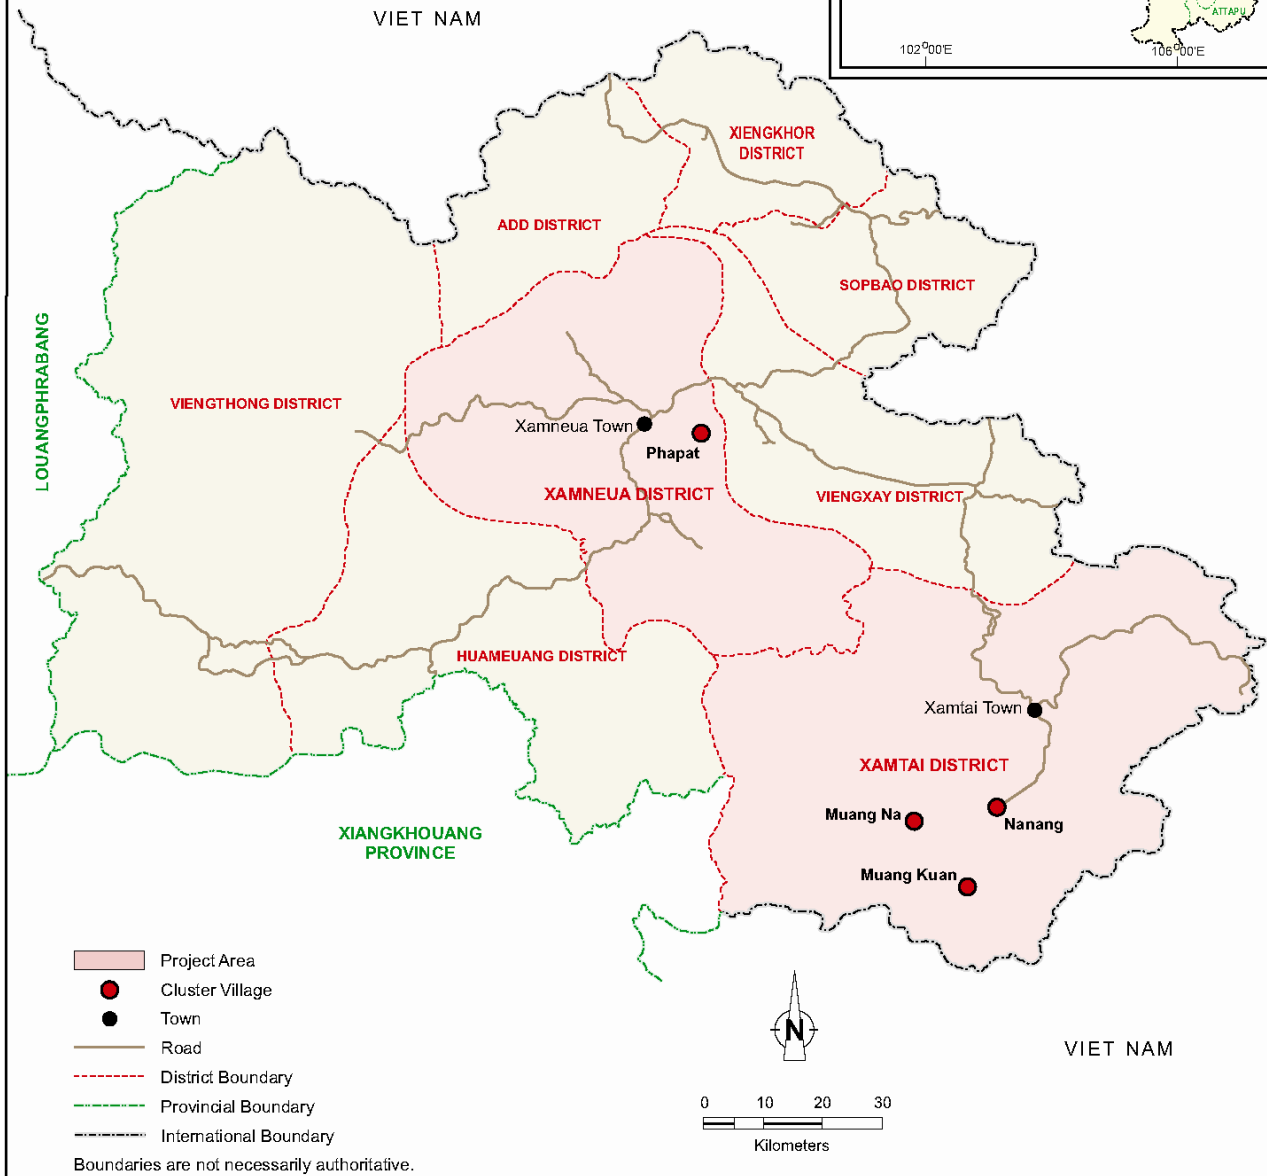 VIET NAM
ATTAPU
102°00'E
106°00'E
XIENGKHOR
DISTRICT
ADD DISTRICT
SOPBAO DISTRICT
LOUANGPHRABANG
VIENGTHONG DISTRICT
Xamneua Town
Phapat
XAMNEUA DISTRICT
VIENGXAY DISTRICT
HUAMEUANG DISTRICT
Xamtai Town
XAMTAI DISTRICT
Muang Na
Nanang
XIANGKHOUANG
PROVINCE
Muang Kuan
Project Area
Cluster Village
Town
Road
District Boundary
Provincial Boundary
International Boundary
Boundaries are not necessarily authoritative.
N
VIET NAM
0 10 20 30
Kilometers